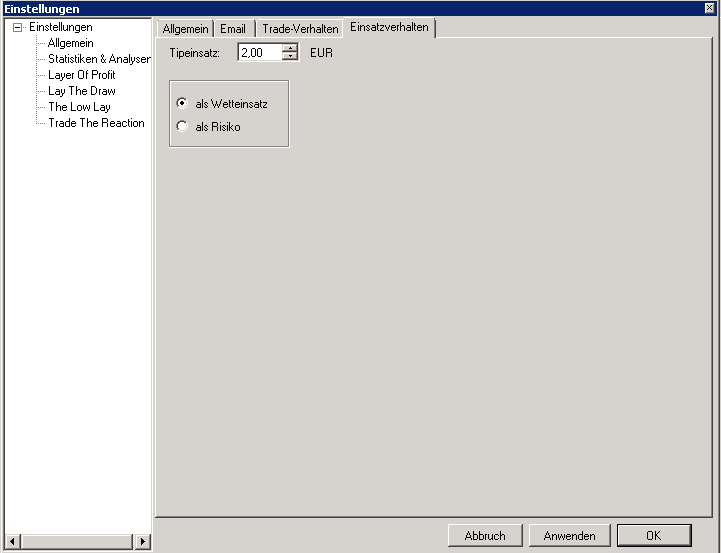 Einstellungen
Einstellungen
Allgemein
Statistiken & Analysen
Layer Of Profit
Lay The Draw
The Low Lay
Trade The Reaction
Allgemein Email Trade-Verhalten Einsatzverhalten
Tipeinsatz: 2,00 EUR
als Wetteinsatz
als Risiko
Abbruch Anwenden OK